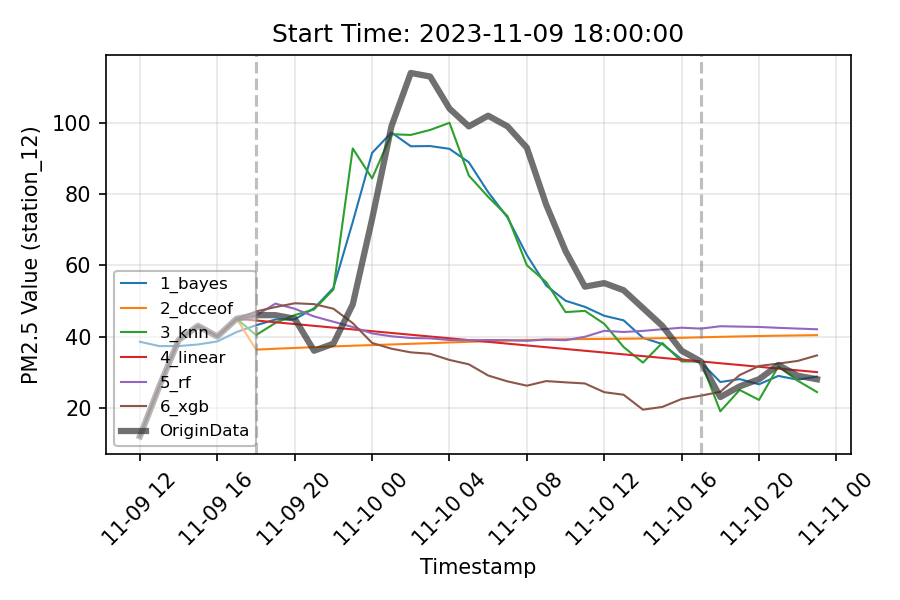 Start Time: 2023-11-09 18:00:00
PM2.5 Value (station_12)
100
80
60
40
20
1_bayes
2_dcceof
3_knn
4_linear
5_rf
6_xgb
OriginData
11-09 12
11-09 16
11-09 20
11-10 00
11-10 04
11-10 08
11-10 12
11-10 16
11-10 20
11-11 00
Timestamp